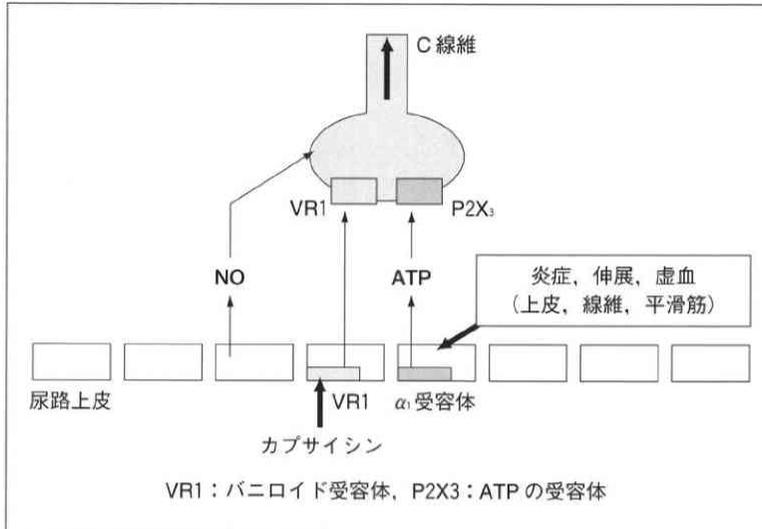 C線維
VR1
P2X₃
NO
ATP
炎症，伸展，虚血
（上皮，線維，平滑筋）
尿路上皮
VR1
α₁受容体
カプサイシン
VR1：バニロイド受容体，P2X3：ATPの受容体